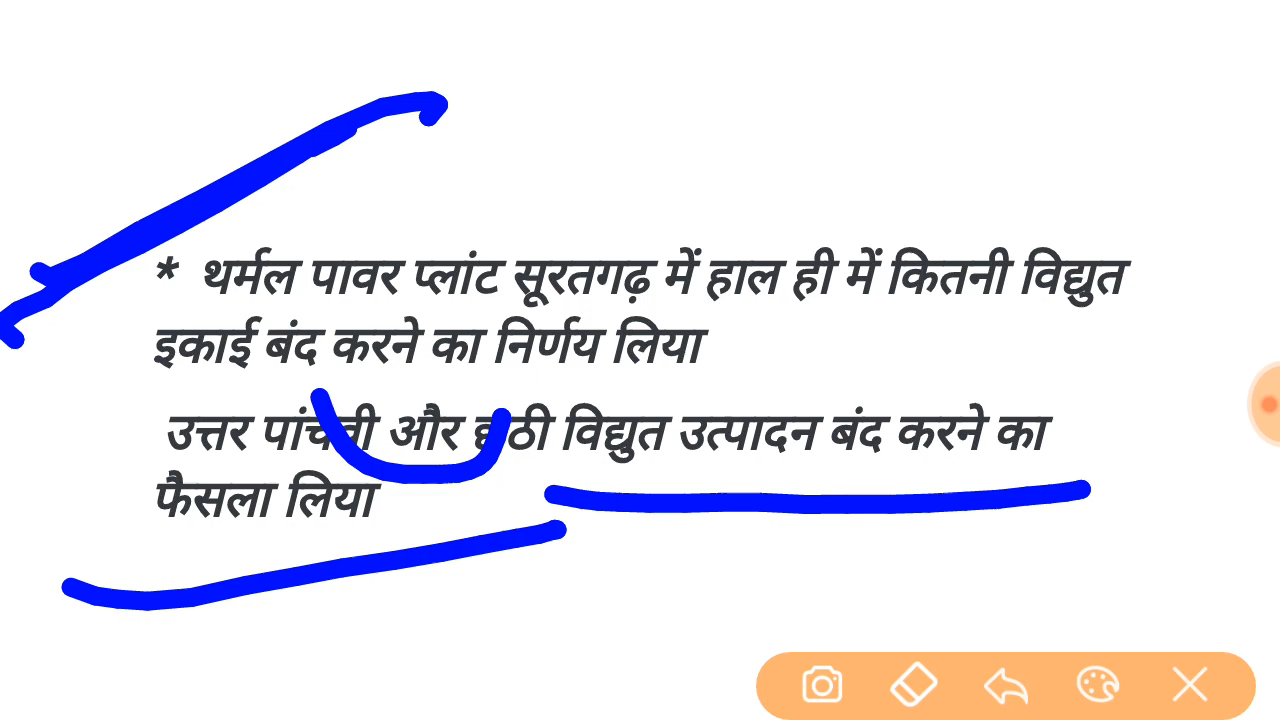 * थर्मल पावर प्लांट सूरतगढ़ में हाल ही में कितनी विद्युत
इकाई बंद करने का निर्णय लिया
उत्तर पांचवी और छठी विद्युत उत्पादन बंद करने का
फैसला लिया